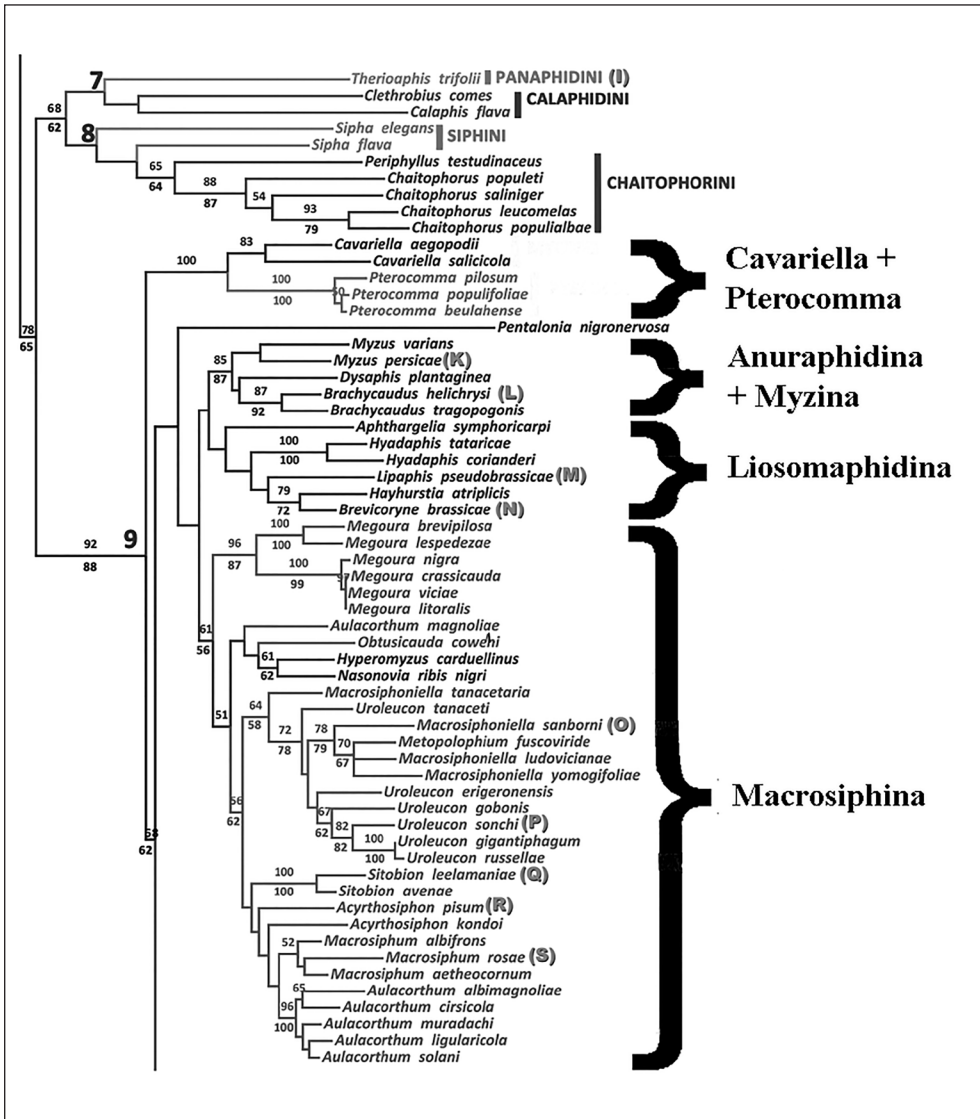 7
Therioaphis trifolii
PANAPHIDINI (I)
68
Clethrobius comes
CALAPHIDINI
62
Calaphis flava
8
Sipha elegans
SIPHINI
Sipha flava
65
Periphyllus testudinaceus
64
88
Chaitophorus populeti
CHAITOPHORINI
87
54
Chaitophorus saliniger
93
Chaitophorus leucomelas
79
Chaitophorus populialbae
83
Cavariella aegopodii
100
Cavariella salicicola
Cavariella +
Pterocomma
100
Pterocomma pilosum
100
50
Pterocomma populifoliae
Pterocomma beulahense
78
65
Pentalonia nigronervosa
Myzus varians
85
Myzus persicae (K)
87
Dysaphis plantaginea
Anuraphidina
+ Myzina
87
Brachycaudus helichrysi (L)
92
Brachycaudus tragopogonis
Aphthargelia symphoricarpi
100
Hyadaphis tataricae
100
Hyadaphis corianderi
Liosomaphidina
Lipaphis pseudobrassicae (M)
79
Hayhurstia atriplicis
72
Brevicoryne brassicae (N)
92
9
88
100
Megoura brevipilosa
96
100
Megoura lespedezae
87
100
Megoura nigra
99
97
Megoura crassicauda
Megoura viciae
Megoura litoralis
61
56
Aulacorthum magnoliae
Obtusicauda coweni
61
Hyperomyzus carduellinus
62
Nasonovia ribis nigri
51
64
Macrosiphoniella tanacetaria
58
Uroleucon tanaceti
72
78
78
Macrosiphoniella sanborni (O)
79
70
Metopolophium fuscoviride
67
Macrosiphoniella ludovicianae
Macrosiphoniella yomogifoliae
Macrosiphina
56
62
Uroleucon erigeronensis
67
Uroleucon gobonis
62
82
Uroleucon sonchi (P)
82
100
Uroleucon gigantiphagum
100
Uroleucon russellae
58
62
100
Sitobion leelamaniae (Q)
100
Sitobion avenae
Acyrthosiphon pisum (R)
Acyrthosiphon kondoi
52
Macrosiphum albifrons
Macrosiphum rosae (S)
Macrosiphum aetheocornum
65
Aulacorthum albimagnoliae
96
Aulacorthum cirsicola
100
Aulacorthum muradachi
Aulacorthum ligularicola
Aulacorthum solani